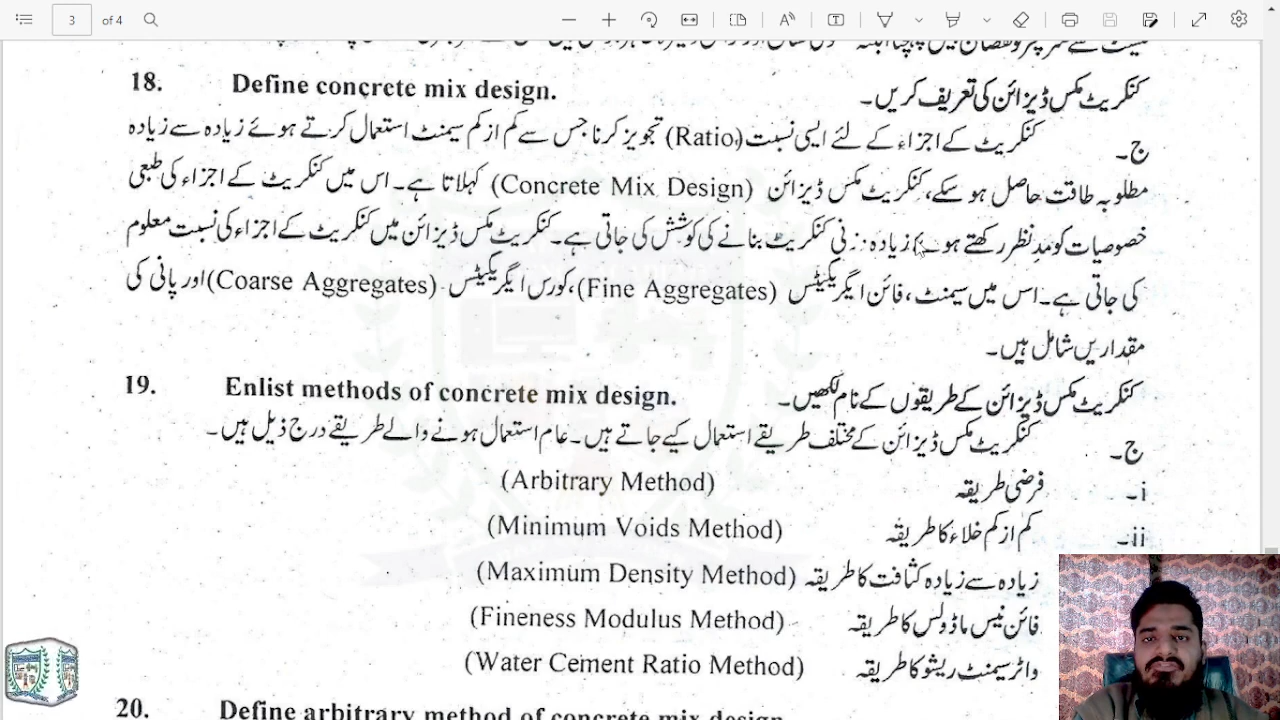 3 of 4
18. Define concrete mix design. کنکریٹ مکس ڈیزائن کی تعریف کریں۔
ج۔ کنکریٹ کے اجزاء کے لئے ایسی نسبت (Ratio) تجویز کرنا جس سے کم از کم سیمنٹ استعمال کرتے ہوئے زیادہ سے زیادہ
مطلوبہ طاقت حاصل ہو سکے، کنکریٹ مکس ڈیزائن (Concrete Mix Design) کہلاتا ہے۔ اس میں کنکریٹ کے اجزاء کی طبعی
خصوصیات کو مدنظر رکھتے ہوئے زیادہ وزنی کنکریٹ بنانے کی کوشش کی جاتی ہے۔ کنکریٹ مکس ڈیزائن میں کنکریٹ کے اجزاء کی نسبت معلوم
کی جاتی ہے۔ اس میں سیمنٹ، فائن ایگریگیٹس (Fine Aggregates)، کورس ایگریگیٹس (Coarse Aggregates) اور پانی کی
مقداریں شامل ہیں۔
19. Enlist methods of concrete mix design. کنکریٹ مکس ڈیزائن کے طریقوں کے نام لکھیں۔
ج۔ کنکریٹ مکس ڈیزائن کے مختلف طریقے استعمال کیے جاتے ہیں۔ عام استعمال ہونے والے طریقے درج ذیل ہیں۔
i۔ فرضی طریقہ (Arbitrary Method)
ii۔ کم از کم خلاء کا طریقہ (Minimum Voids Method)
زیادہ سے زیادہ کثافت کا طریقہ (Maximum Density Method)
فائن نیس ماڈولس کا طریقہ (Fineness Modulus Method)
واٹر سیمنٹ ریشو کا طریقہ (Water Cement Ratio Method)
20. Define arbitrary method of concrete mix design